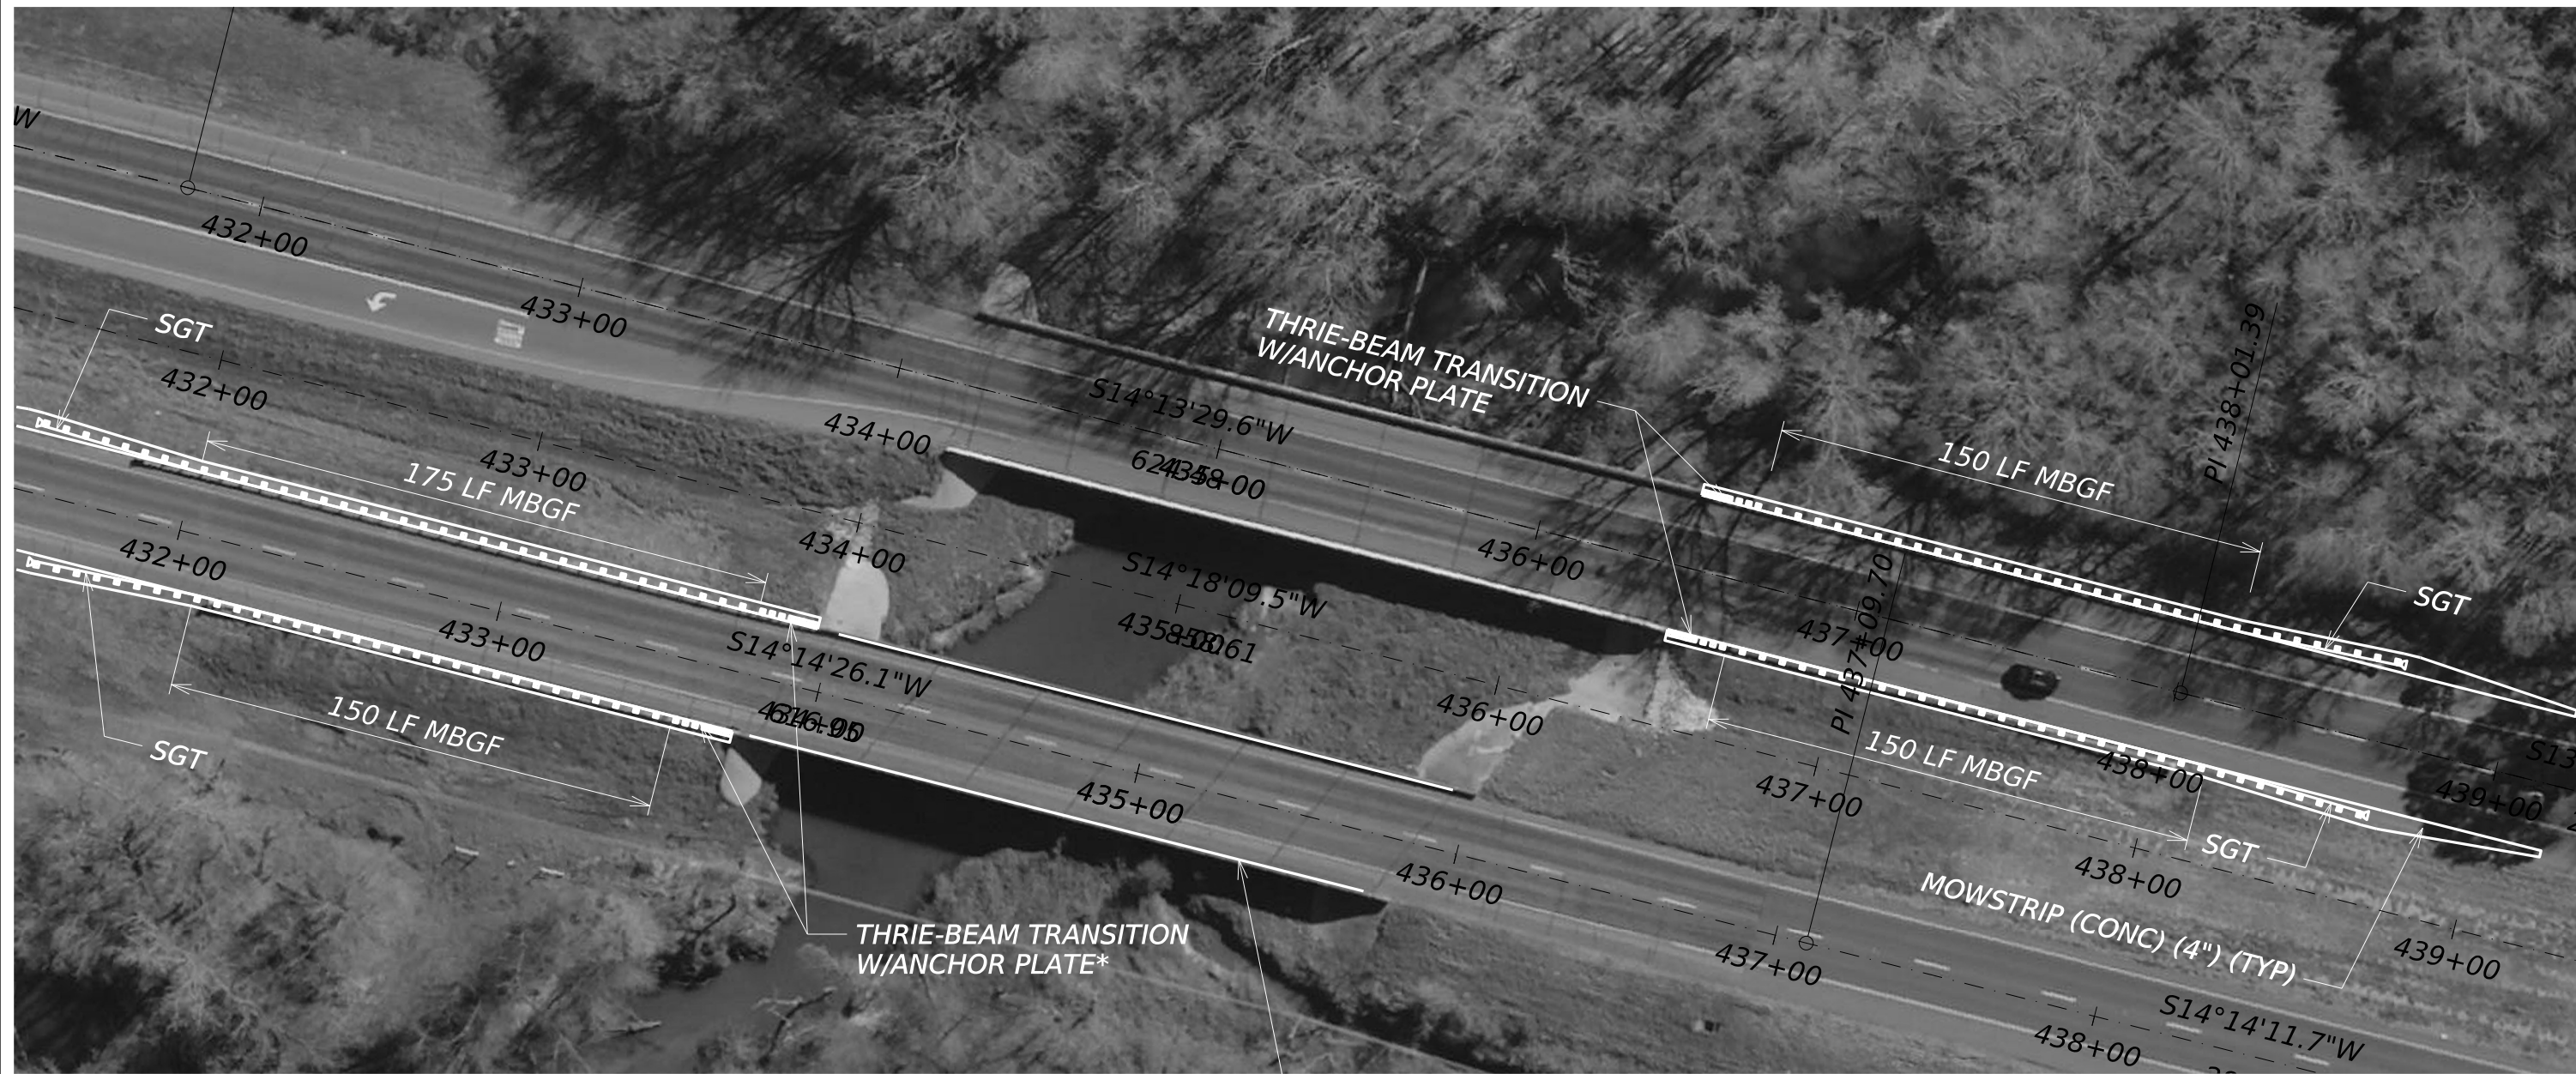 W
432+00
433+00
434+00
S14°13'29.6"W
436+00
437+00
438+00
439+00
PI 438+01.39
THRIE-BEAM TRANSITION
W/ANCHOR PLATE
150 LF MBGF
SGT
SGT
432+00
433+00
175 LF MBGF
434+00
S14°18'09.5"W
436+00
437+00
438+00
439+00
PI 437+09.70
150 LF MBGF
SGT
MOWSTRIP (CONC) (4") (TYP)
432+00
433+00
S14°14'26.1"W
435+00
436+00
437+00
438+00
S14°14'11.7"W
150 LF MBGF
SGT
THRIE-BEAM TRANSITION
W/ANCHOR PLATE*